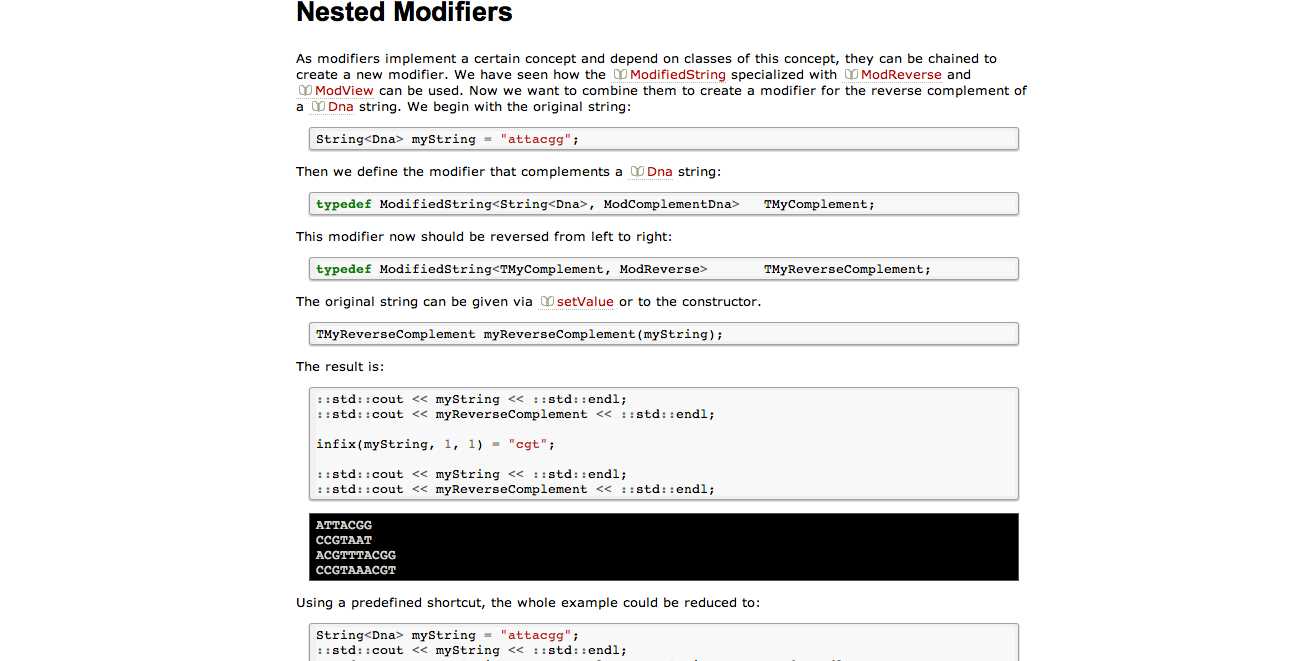 Nested Modifiers
As modifiers implement a certain concept and depend on classes of this concept, they can be chained to
create a new modifier. We have seen how the ModifiedString specialized with ModReverse and
ModView can be used. Now we want to combine them to create a modifier for the reverse complement of
a Dna string. We begin with the original string:
String<Dna> myString = "attacgg";
Then we define the modifier that complements a Dna string:
typedef ModifiedString<String<Dna>, ModComplementDna>   TMyComplement;
This modifier now should be reversed from left to right:
typedef ModifiedString<TMyComplement, ModReverse>       TMyReverseComplement;
The original string can be given via setValue or to the constructor.
TMyReverseComplement myReverseComplement(myString);
The result is:
::std::cout << myString << ::std::endl;
::std::cout << myReverseComplement << ::std::endl;
infix(myString, 1, 1) = "cgt";
::std::cout << myString << ::std::endl;
::std::cout << myReverseComplement << ::std::endl;
ATTACGG
CCGTAAT
ACGTTTACGG
CCGTAAACGT
Using a predefined shortcut, the whole example could be reduced to:
String<Dna> myString = "attacgg";
::std::cout << myString << ::std::endl;